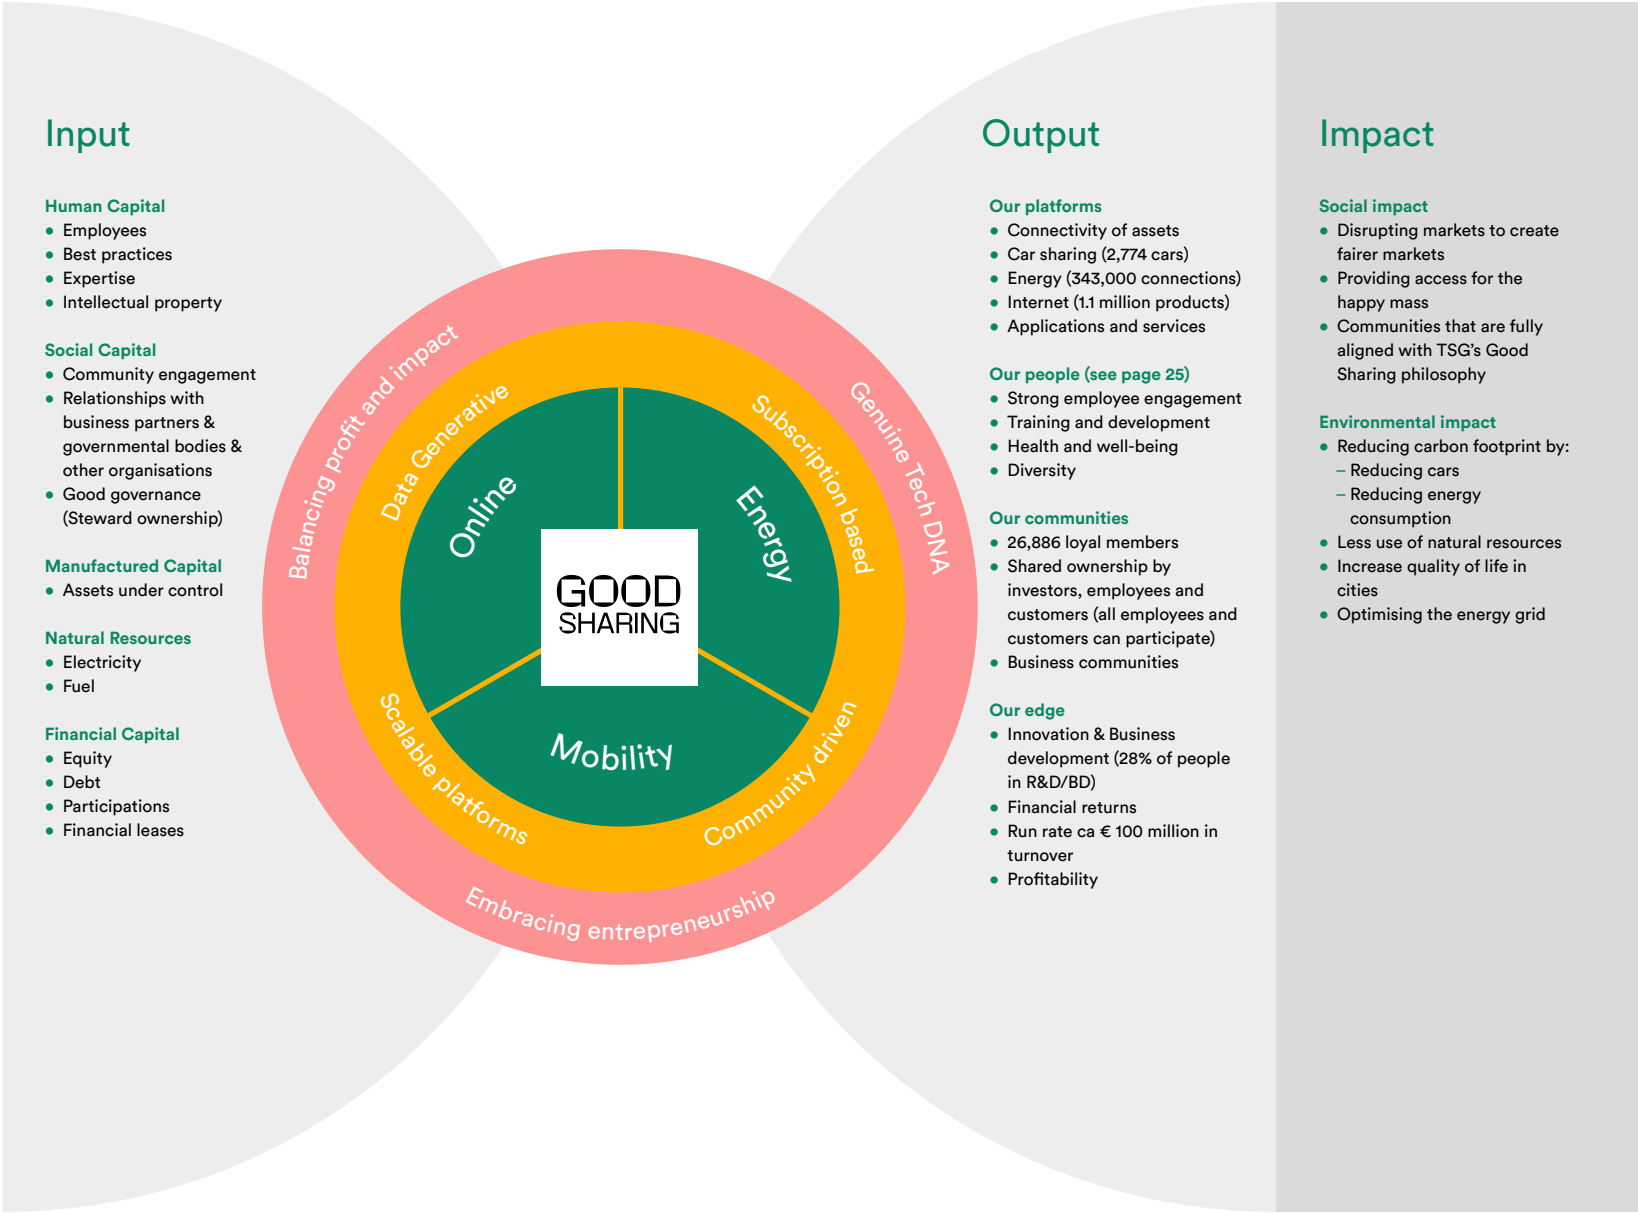 Input
Human Capital
• Employees
• Best practices
• Expertise
• Intellectual property
Social Capital
• Community engagement
• Relationships with
business partners &
governmental bodies &
other organisations
• Good governance
(Steward ownership)
Manufactured Capital
• Assets under control
Natural Resources
• Electricity
• Fuel
Financial Capital
• Equity
• Debt
• Participations
• Financial leases
Balancing profit and impact
Genuine Tech DNA
Embracing entrepreneurship
Data Generative
Subscription based
Scalable platforms
Community driven
Online
Energy
Mobility
GOOD
SHARING
Output
Our platforms
• Connectivity of assets
• Car sharing (2,774 cars)
• Energy (343,000 connections)
• Internet (1.1 million products)
• Applications and services
Our people (see page 25)
• Strong employee engagement
• Training and development
• Health and well-being
• Diversity
Our communities
• 26,886 loyal members
• Shared ownership by
investors, employees and
customers (all employees and
customers can participate)
• Business communities
Our edge
• Innovation & Business
development (28% of people
in R&D/BD)
• Financial returns
• Run rate ca € 100 million in
turnover
• Profitability
Impact
Social impact
• Disrupting markets to create
fairer markets
• Providing access for the
happy mass
• Communities that are fully
aligned with TSG’s Good
Sharing philosophy
Environmental impact
• Reducing carbon footprint by:
– Reducing cars
– Reducing energy
consumption
• Less use of natural resources
• Increase quality of life in
cities
• Optimising the energy grid